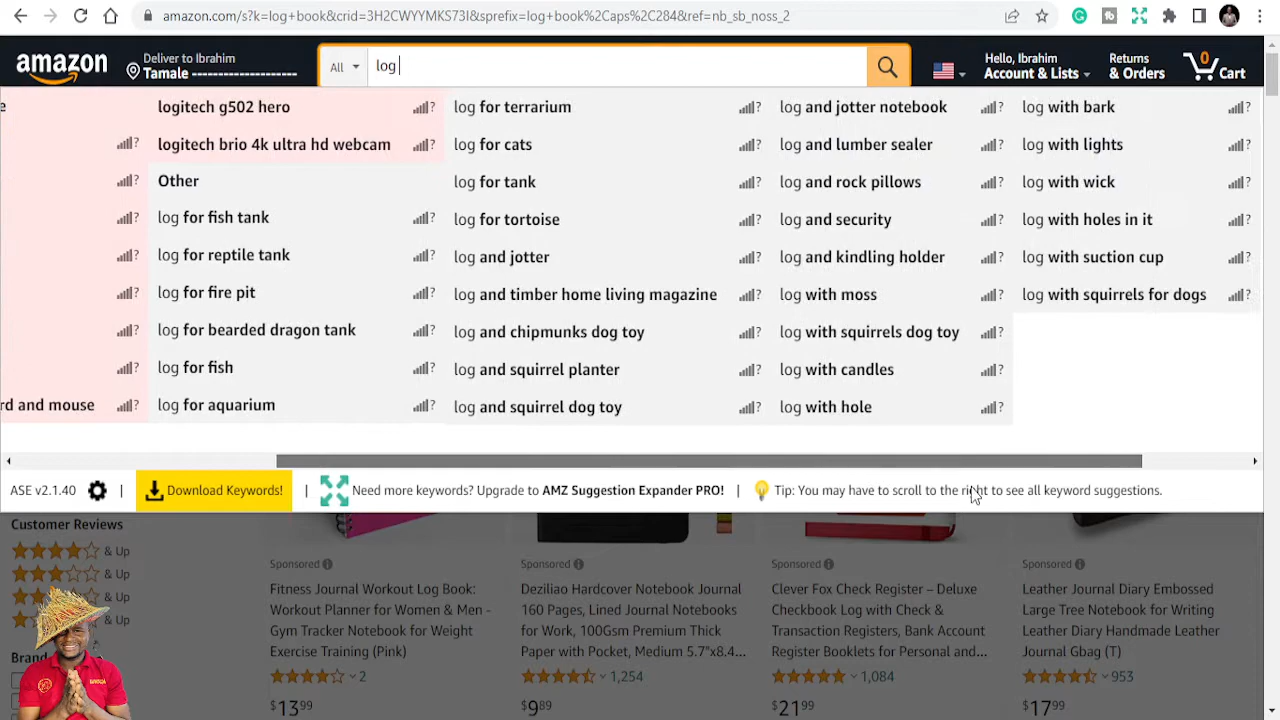 amazon.com/s?k=log+book&crid=3H2CWYYMKS73I&sprefix=log+book%2Caps%2C284&ref=nb_sb_noss_2
amazon
Deliver to Ibrahim
Tamale
All
log
Hello, Ibrahim
Account & Lists
Returns
& Orders
0
Cart
e
rd and mouse
logitech g502 hero
logitech brio 4k ultra hd webcam
Other
log for fish tank
log for reptile tank
log for fire pit
log for bearded dragon tank
log for fish
log for aquarium
log for terrarium
log for cats
log for tank
log for tortoise
log and jotter
log and timber home living magazine
log and chipmunks dog toy
log and squirrel planter
log and squirrel dog toy
log and jotter notebook
log and lumber sealer
log and rock pillows
log and security
log and kindling holder
log with moss
log with squirrels dog toy
log with candles
log with hole
log with bark
log with lights
log with wick
log with holes in it
log with suction cup
log with squirrels for dogs
ASE v2.1.40 | Download Keywords! | Need more keywords? Upgrade to AMZ Suggestion Expander PRO! | Tip: You may have to scroll to the right to see all keyword suggestions.
Customer Reviews
& Up
& Up
& Up
& Up
Sponsored
Fitness Journal Workout Log Book:
Workout Planner for Women & Men -
Gym Tracker Notebook for Weight
Exercise Training (Pink)
2
$13.99
Sponsored
Deziliao Hardcover Notebook Journal
160 Pages, Lined Journal Notebooks
for Work, 100Gsm Premium Thick
Paper with Pocket, Medium 5.7"x8.4...
1,254
$9.89
Sponsored
Clever Fox Check Register – Deluxe
Checkbook Log with Check &
Transaction Registers, Bank Account
Register Booklets for Personal and...
1,084
$21.99
Sponsored
Leather Journal Diary Embossed
Large Tree Notebook for Writing
Leather Diary Handmade Leather
Journal Gbag (T)
953
$17.99